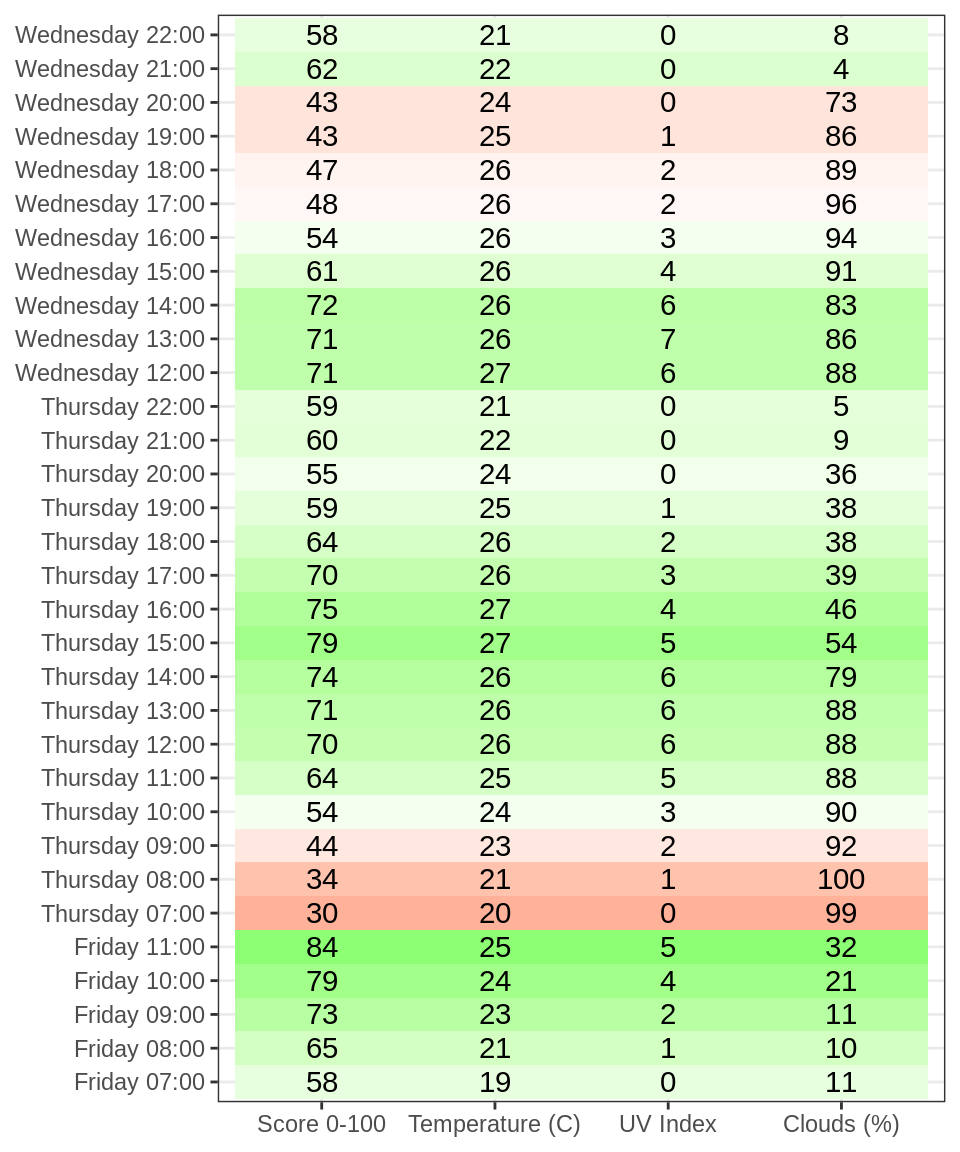 Wednesday 22:00 58 21 0 8
Wednesday 21:00 62 22 0 4
Wednesday 20:00 43 24 0 73
Wednesday 19:00 43 25 1 86
Wednesday 18:00 47 26 2 89
Wednesday 17:00 48 26 2 96
Wednesday 16:00 54 26 3 94
Wednesday 15:00 61 26 4 91
Wednesday 14:00 72 26 6 83
Wednesday 13:00 71 26 7 86
Wednesday 12:00 71 27 6 88
Thursday 22:00 59 21 0 5
Thursday 21:00 60 22 0 9
Thursday 20:00 55 24 0 36
Thursday 19:00 59 25 1 38
Thursday 18:00 64 26 2 38
Thursday 17:00 70 26 3 39
Thursday 16:00 75 27 4 46
Thursday 15:00 79 27 5 54
Thursday 14:00 74 26 6 79
Thursday 13:00 71 26 6 88
Thursday 12:00 70 26 6 88
Thursday 11:00 64 25 5 88
Thursday 10:00 54 24 3 90
Thursday 09:00 44 23 2 92
Thursday 08:00 34 21 1 100
Thursday 07:00 30 20 0 99
Friday 11:00 84 25 5 32
Friday 10:00 79 24 4 21
Friday 09:00 73 23 2 11
Friday 08:00 65 21 1 10
Friday 07:00 58 19 0 11
Score 0-100 Temperature (C) UV Index Clouds (%)